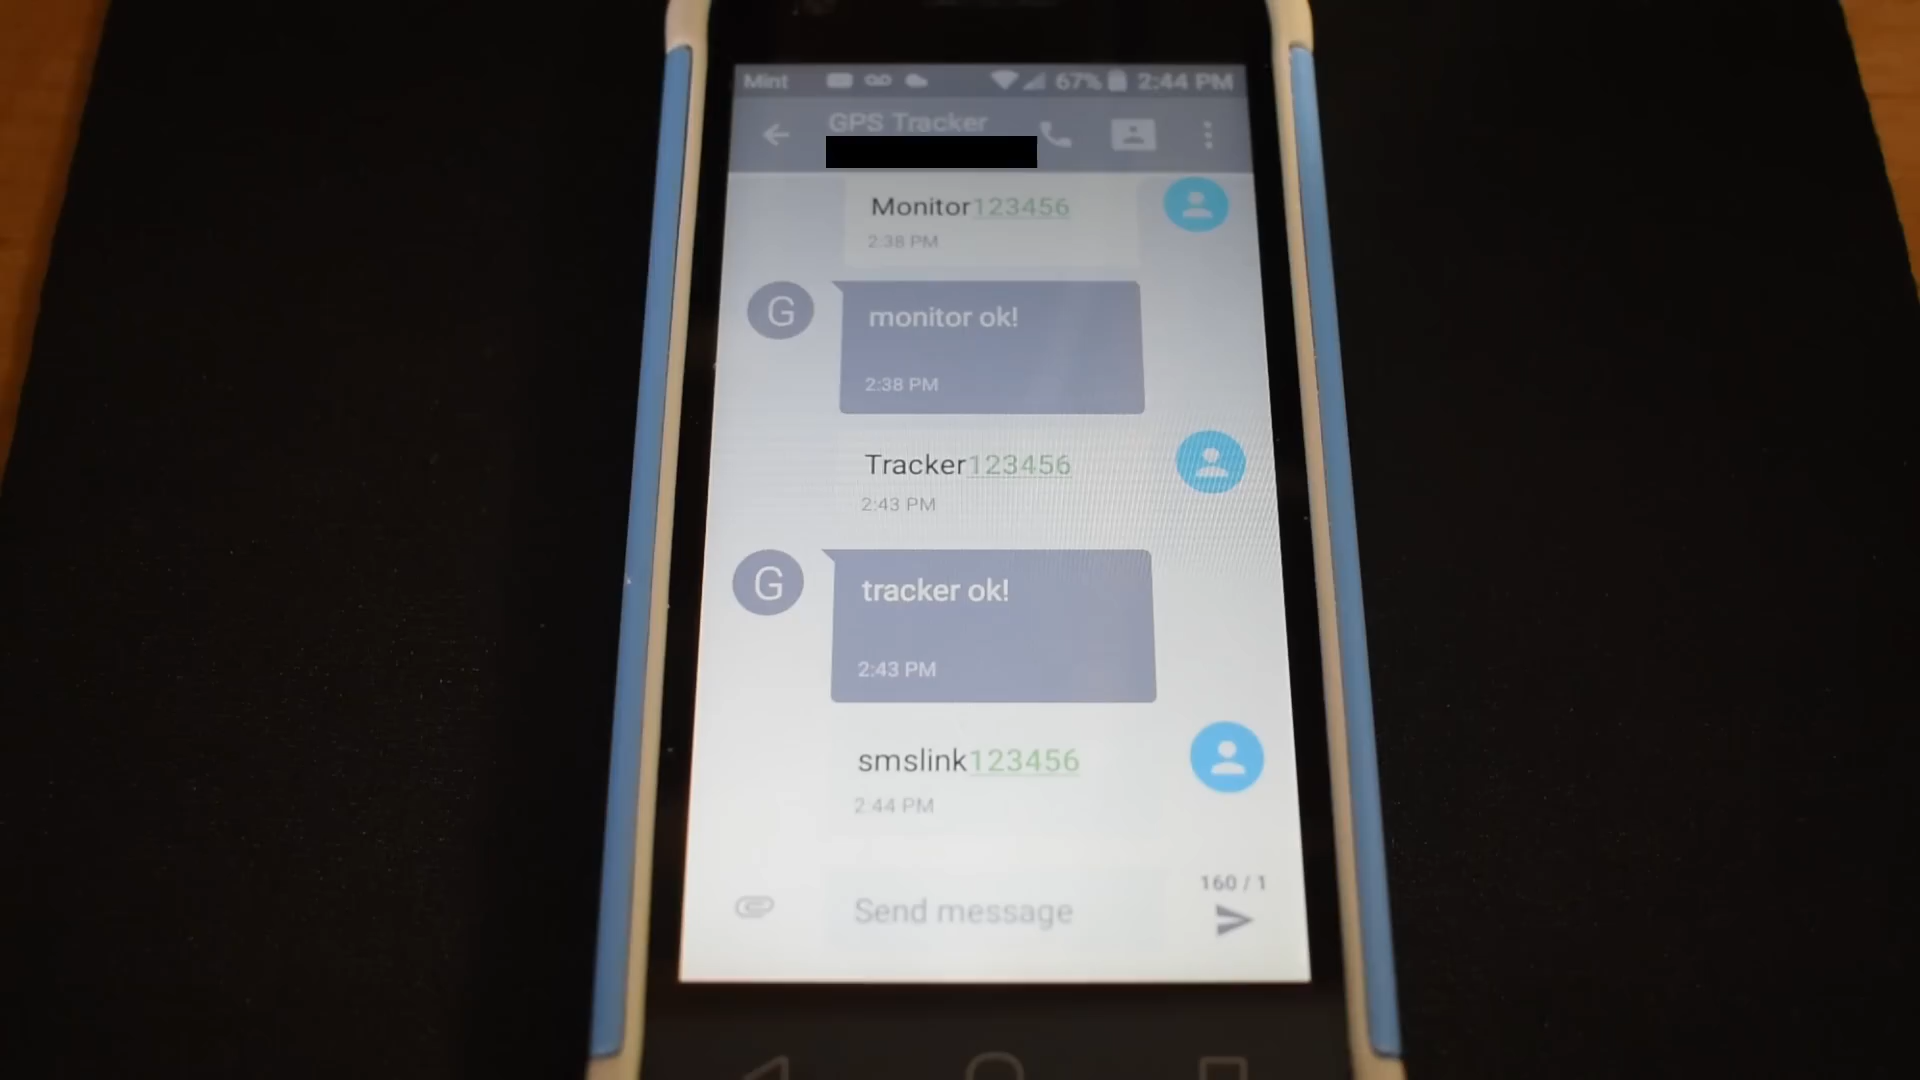 Mint 67% 2:44 PM
GPS Tracker
Monitor123456
2:38 PM
G
monitor ok!
2:38 PM
Tracker123456
2:43 PM
G
tracker ok!
2:43 PM
smslink123456
2:44 PM
160 / 1
Send message